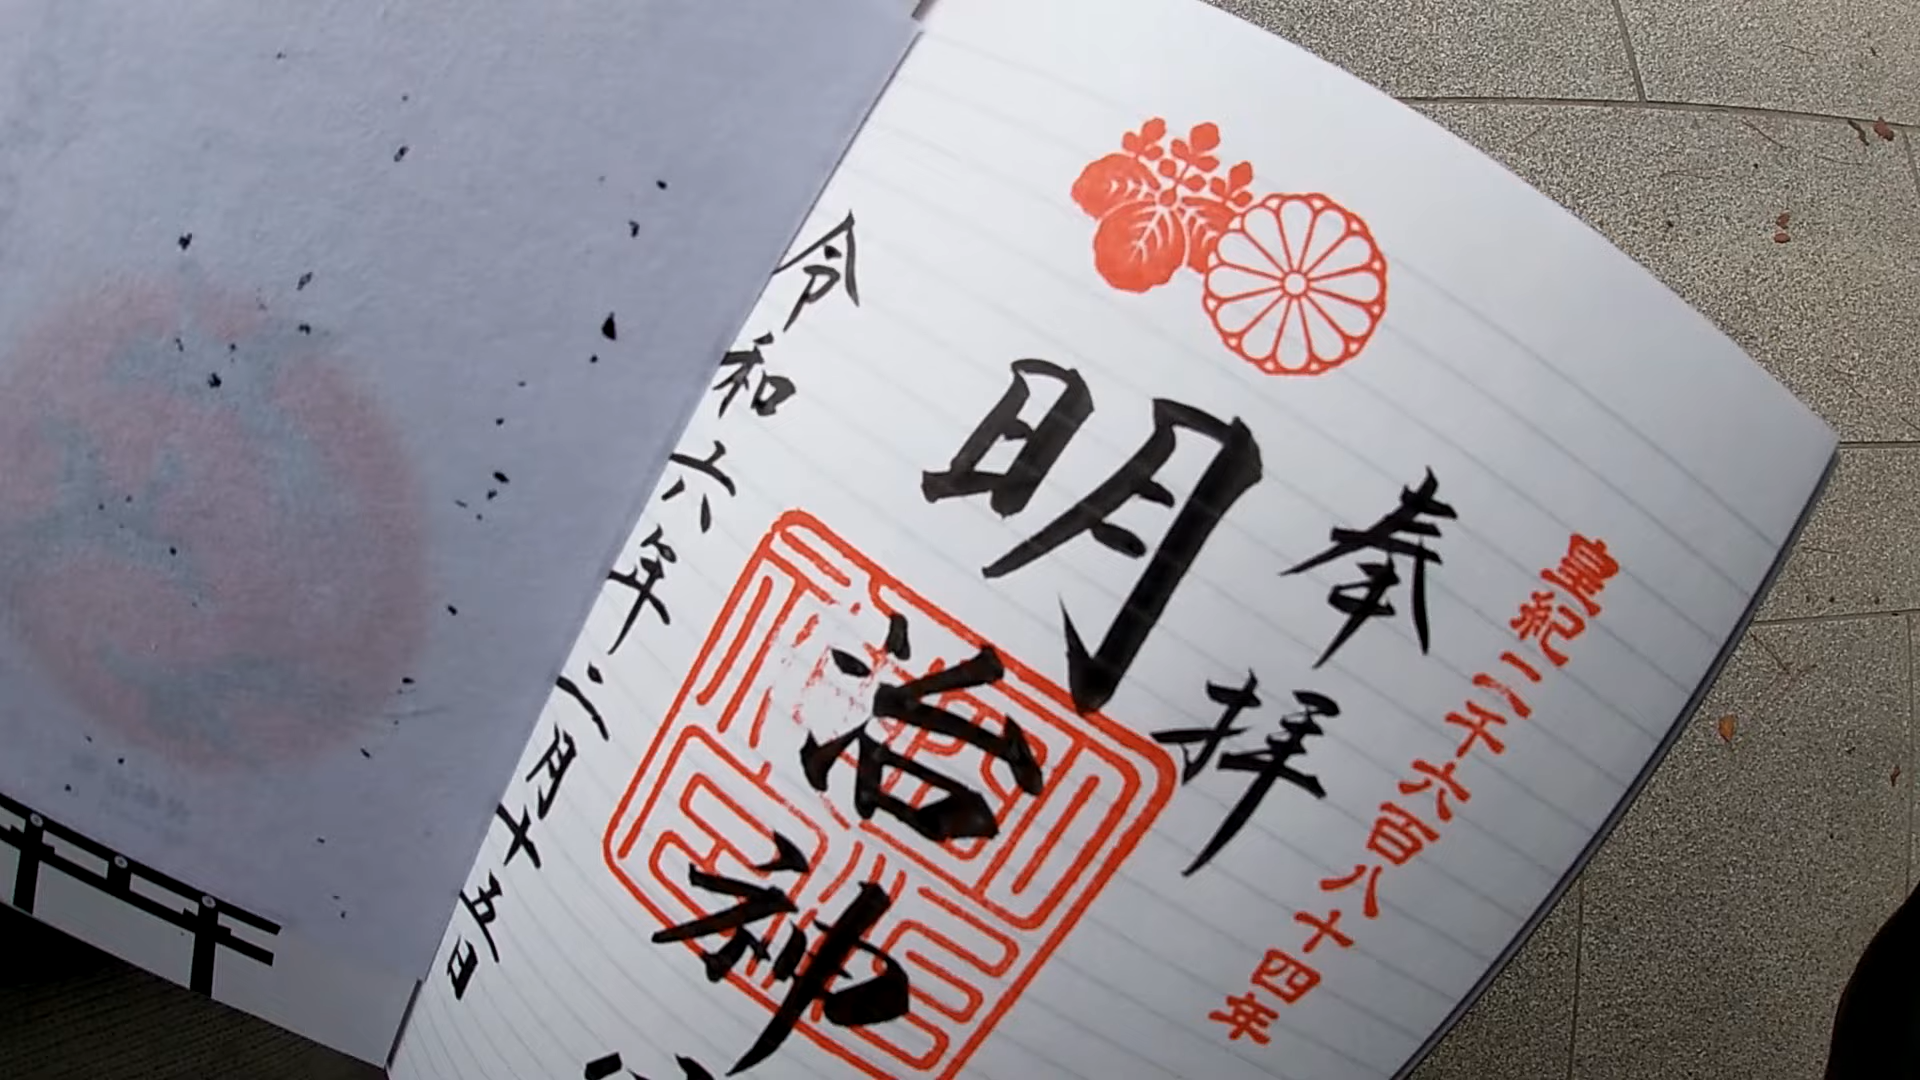 皇紀二千六百八十四年
奉拝
明治神
令和六年三月十五日